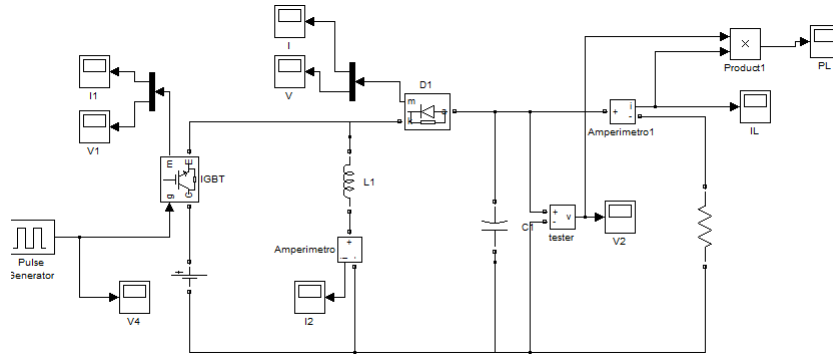 I
V
I1
V1
D1
m
a
k
m
E
IGBT
g
C
L1
Pulse
Generator
V4
Amperimetro
+
-
I2
C1
+
-
v
tester
V2
+
i
-
Amperimetro1
×
Product1
PL
IL